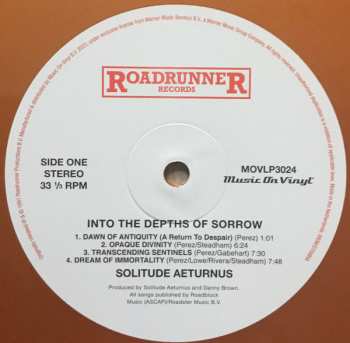 ROADRUNNER
RECORDS
SIDE ONE
STEREO
33 ⅓ RPM
MOVLP3024
Music On Vinyl
INTO THE DEPTHS OF SORROW
1. DAWN OF ANTIQUITY (A Return To Despair) (Perez) 1:01
2. OPAQUE DIVINITY (Perez/Steadham) 6:24
3. TRANSCENDING SENTINELS (Perez/Gabehart) 7:30
4. DREAM OF IMMORTALITY (Perez/Lowe/Rivera/Steadham) 7:48
SOLITUDE AETURNUS
Produced by Solitude Aeturnus and Danny Brown.
All songs published by Roadblock
Music (ASCAP)/Roadster Music B.V.